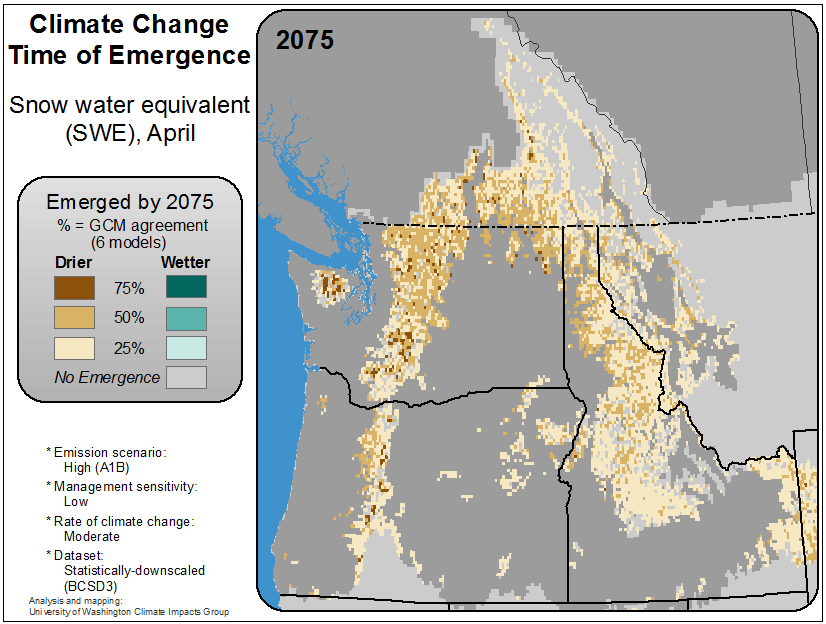 Climate Change
Time of Emergence
Snow water equivalent
(SWE), April
2075
Emerged by 2075
% = GCM agreement
(6 models)
Drier Wetter
75%
50%
25%
No Emergence
* Emission scenario:
High (A1B)
* Management sensitivity:
Low
* Rate of climate change:
Moderate
* Dataset:
Statistically-downscaled
(BCSD3)
Analysis and mapping:
University of Washington Climate Impacts Group